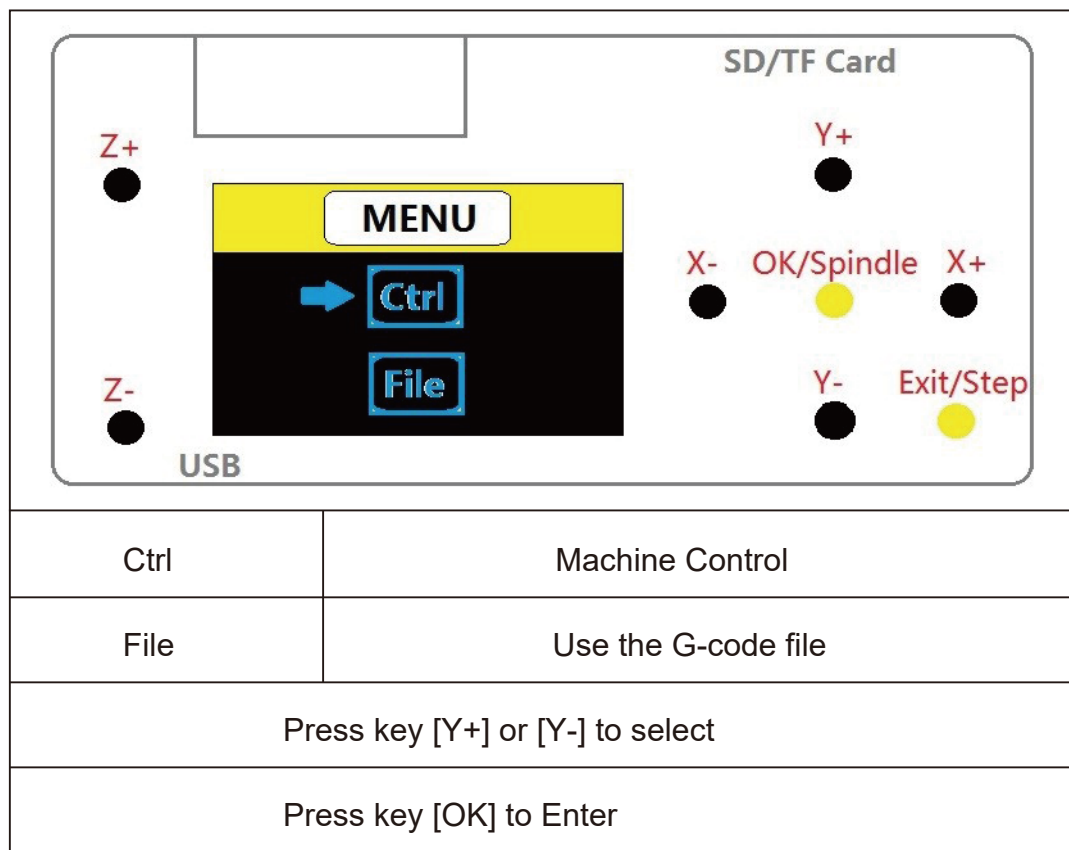 SD/TF Card
Z+
Y+
MENU
X- OK/Spindle X+
Ctrl
File
Z-
Y- Exit/Step
USB
Ctrl Machine Control
File Use the G-code file
Press key [Y+] or [Y-] to select
Press key [OK] to Enter